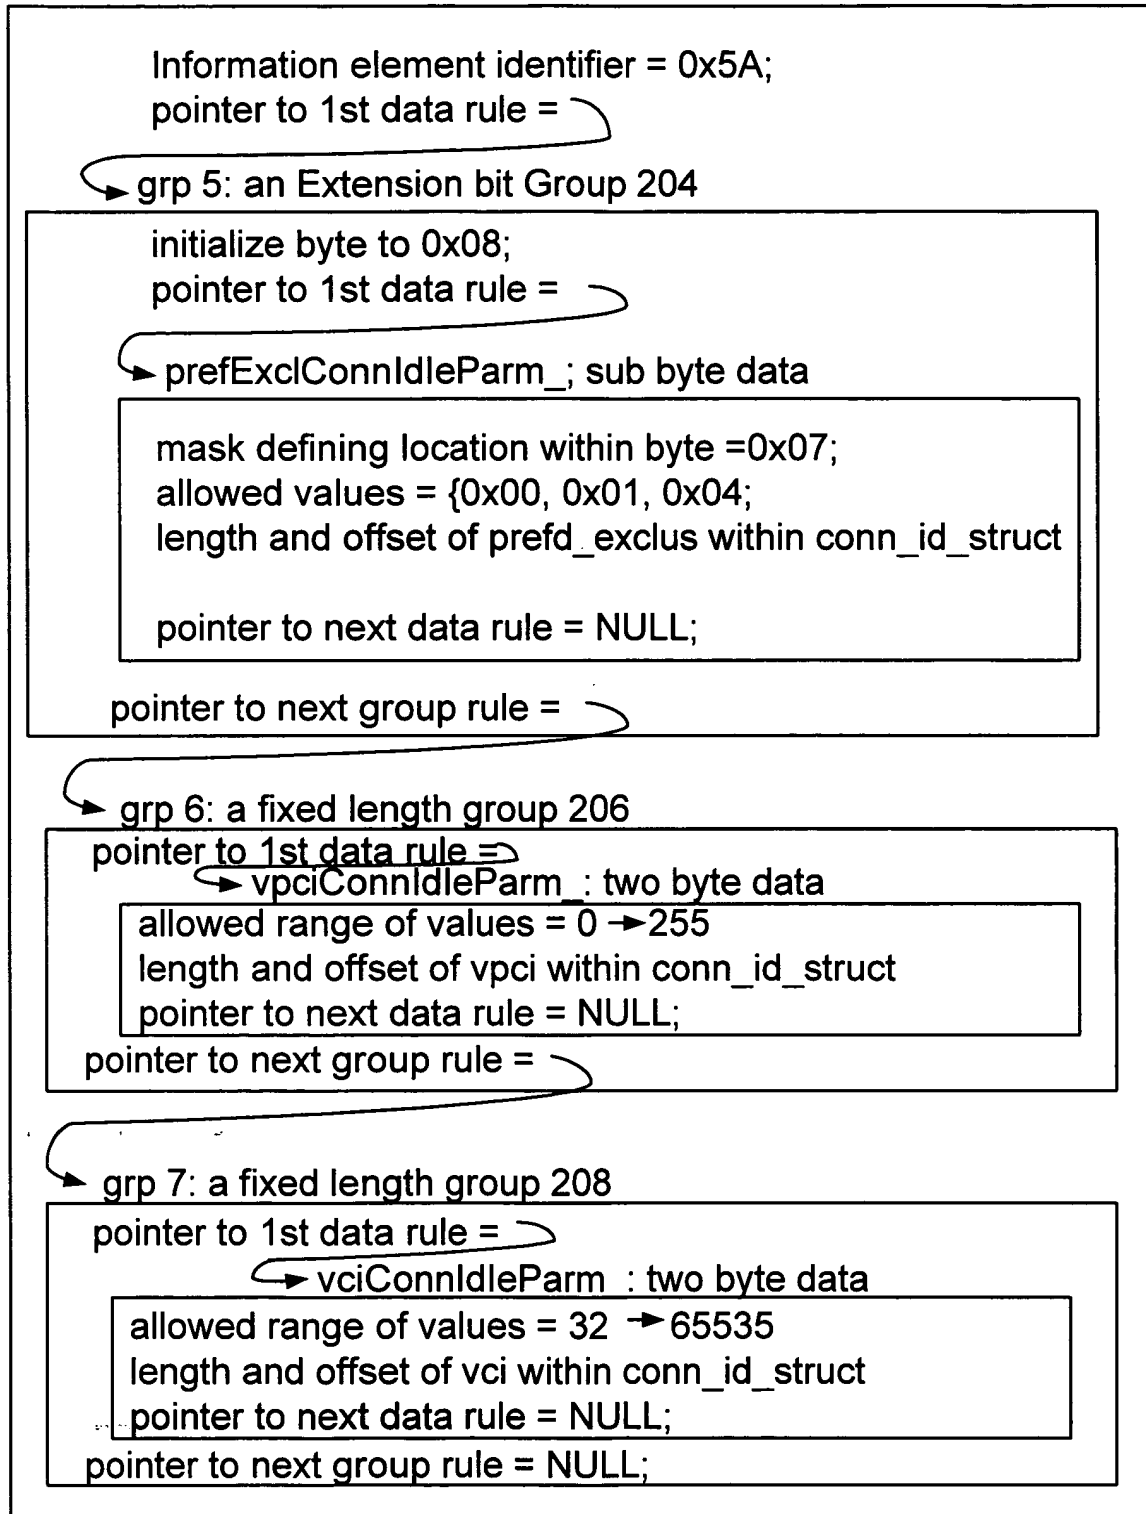 Information element identifier = 0x5A;
pointer to 1st data rule =
grp 5: an Extension bit Group 204
initialize byte to 0x08;
pointer to 1st data rule =
prefExclConnIdleParm_; sub byte data
mask defining location within byte =0x07;
allowed values = {0x00, 0x01, 0x04;
length and offset of prefd_exclus within conn_id_struct
pointer to next data rule = NULL;
pointer to next group rule =
grp 6: a fixed length group 206
pointer to 1st data rule =
vpciConnIdleParm_: two byte data
allowed range of values = 0 → 255
length and offset of vpci within conn_id_struct
pointer to next data rule = NULL;
pointer to next group rule =
grp 7: a fixed length group 208
pointer to 1st data rule =
vciConnIdleParm_: two byte data
allowed range of values = 32 → 65535
length and offset of vci within conn_id_struct
pointer to next data rule = NULL;
pointer to next group rule = NULL;